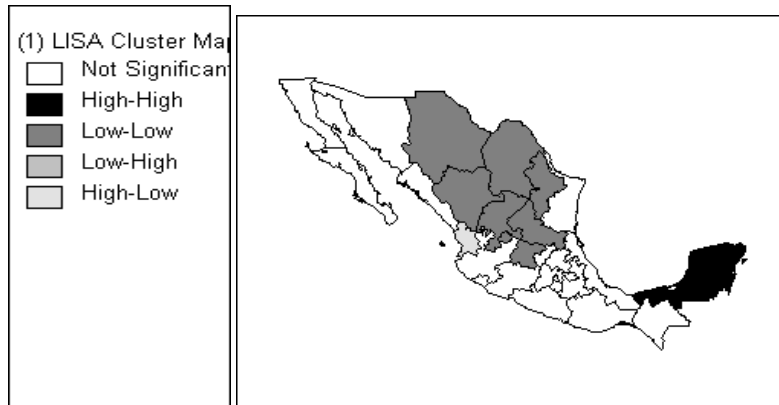 (1) LISA Cluster Ma
Not Significan
High-High
Low-Low
Low-High
High-Low